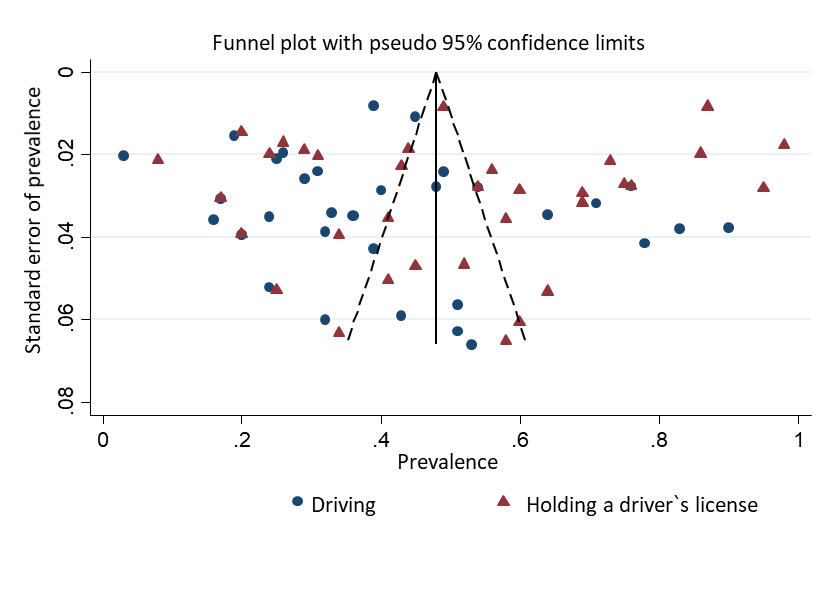 Funnel plot with pseudo 95% confidence limits
Standard error of prevalence
0
.02
.04
.06
.08
0
.2
.4
.6
.8
1
Prevalence
Driving
Holding a driver`s license